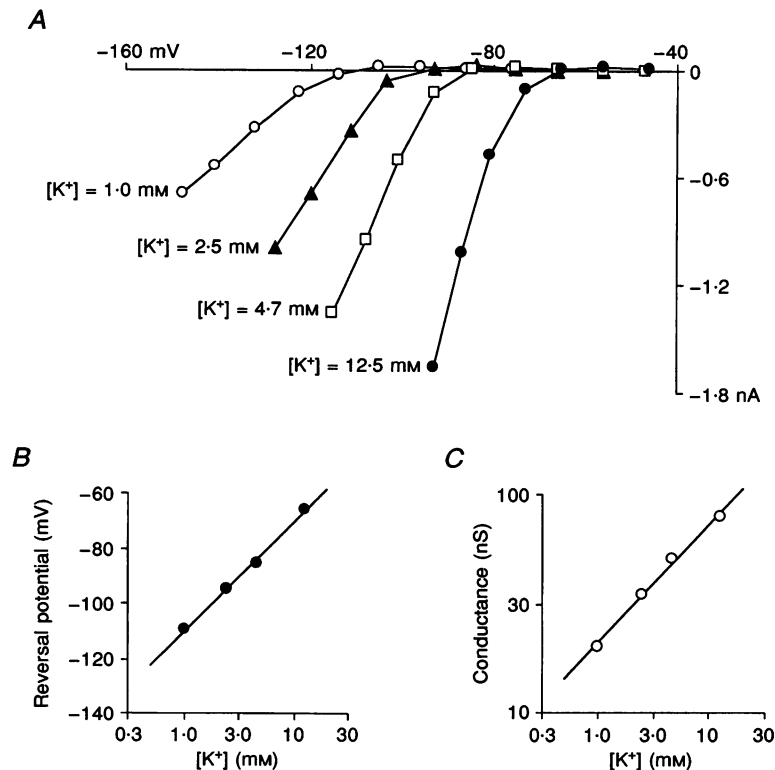 A
−160 mV
−120
−80
−40
0
−0·6
−1·2
−1·8 nA
[K⁺] = 1·0 mM
[K⁺] = 2·5 mM
[K⁺] = 4·7 mM
[K⁺] = 12·5 mM
B
Reversal potential (mV)
−60
−80
−100
−120
−140
0·3
1·0
3·0
10
30
[K⁺] (mM)
C
Conductance (nS)
100
30
10
0·3
1·0
3·0
10
30
[K⁺] (mM)